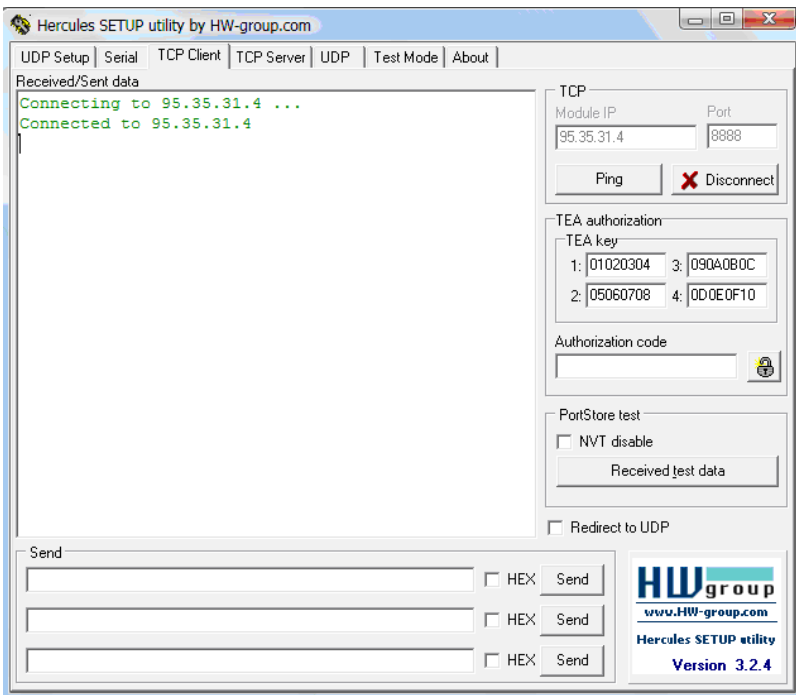 Hercules SETUP utility by HW-group.com
UDP Setup Serial TCP Client TCP Server UDP Test Mode About
Received/Sent data
Connecting to 95.35.31.4 ...
Connected to 95.35.31.4
TCP
Module IP Port
95.35.31.4 8888
Ping Disconnect
TEA authorization
TEA key
1: 01020304 3: 090A0B0C
2: 05060708 4: 0D0E0F10
Authorization code
PortStore test
NVT disable
Received test data
Redirect to UDP
Send
HEX Send
HEX Send
HEX Send
HW group
www.HW-group.com
Hercules SETUP utility
Version 3.2.4